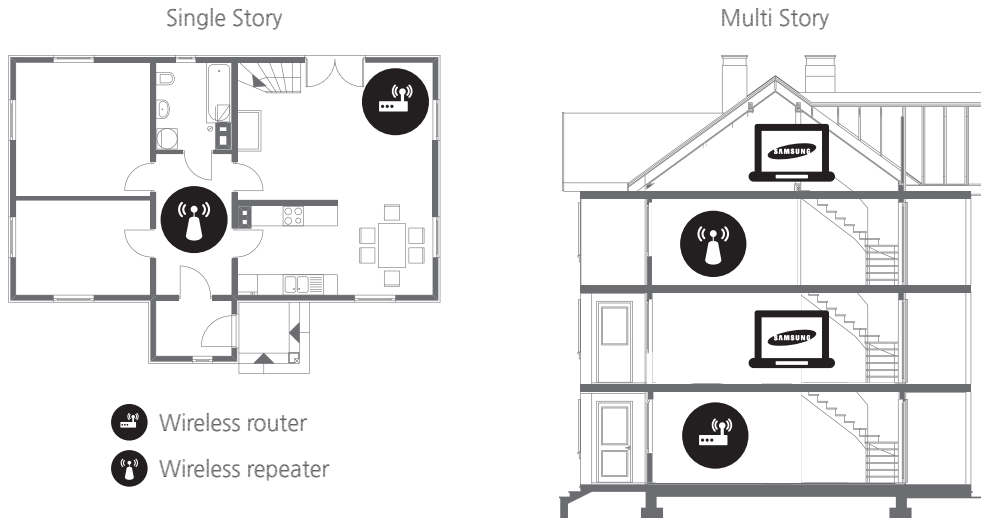 Single Story
Multi Story
SAMSUNG
SAMSUNG
Wireless router
Wireless repeater